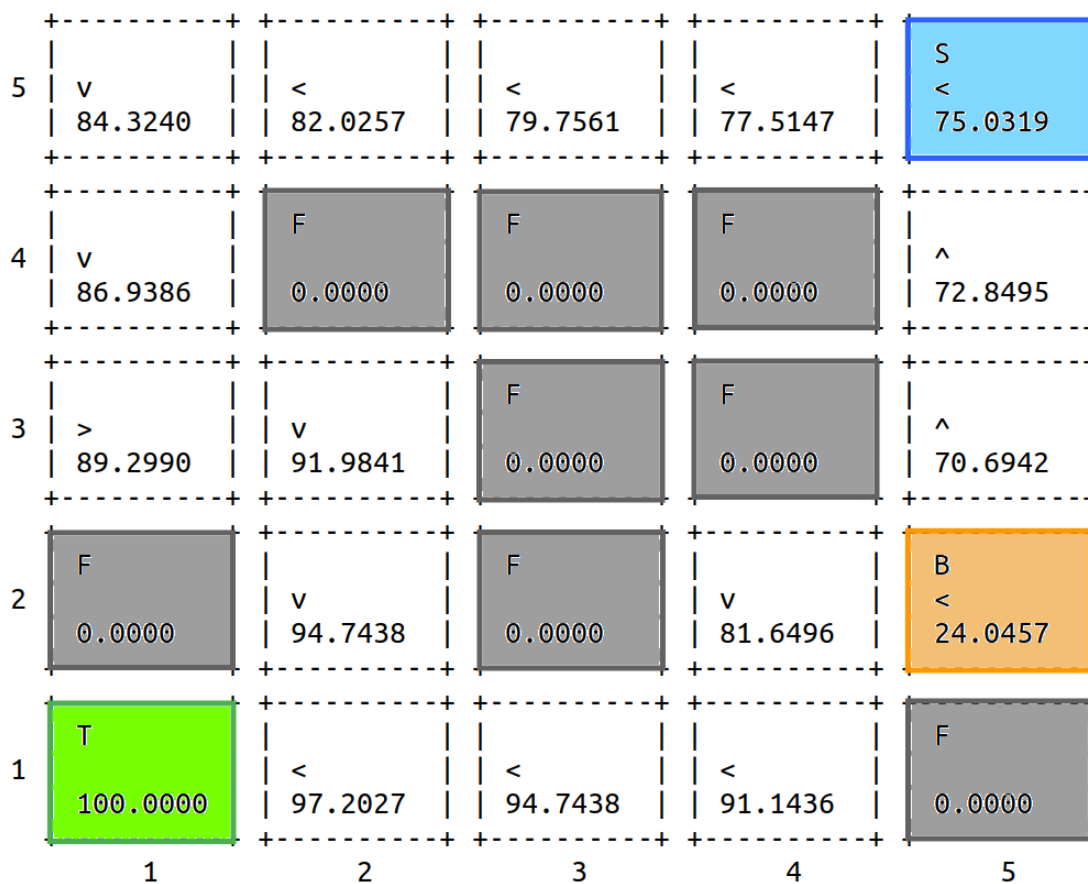 +----------+ +----------+ +----------+ +----------+
| | | | | | | | S
5 | v | | < | | < | | < | <
| 84.3240 | | 82.0257 | | 79.7561 | | 77.5147 | 75.0319
+----------+ +----------+ +----------+ +----------+
+----------+ +----------
| | F F F |
4 | v | | ^
| 86.9386 | 0.0000 0.0000 0.0000 | 72.8495
+----------+ +----------
+----------+ +----------+ +----------
| | | | F F |
3 | > | | v | | ^
| 89.2990 | | 91.9841 | 0.0000 0.0000 | 70.6942
+----------+ +----------+ +----------
+----------+ +----------+
F | | F | | B
2 | v | | v | <
0.0000 | 94.7438 | 0.0000 | 81.6496 | 24.0457
+----------+ +----------+
+----------+ +----------+ +----------+
T | | | | | | F
1 | < | | < | | < |
100.0000 | 97.2027 | | 94.7438 | | 91.1436 | 0.0000
+----------+ +----------+ +----------+
1 2 3 4 5